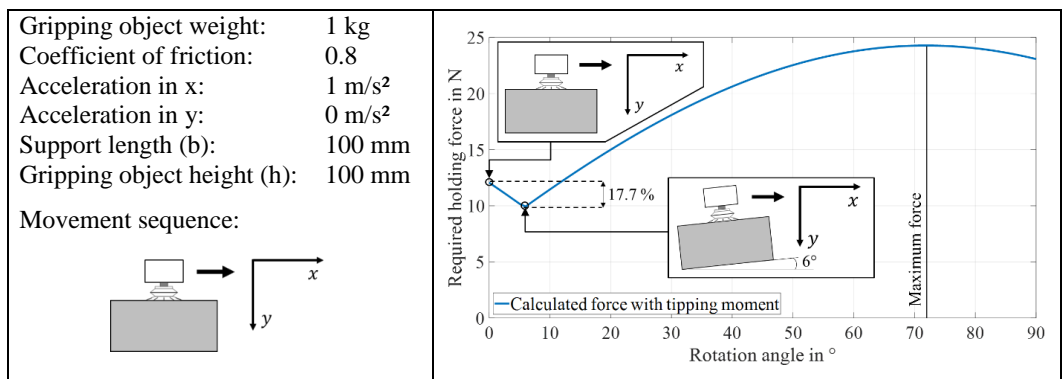 Gripping object weight: 1 kg
Coefficient of friction: 0.8
Acceleration in x: 1 m/s²
Acceleration in y: 0 m/s²
Support length (b): 100 mm
Gripping object height (h): 100 mm
Movement sequence:
x
y
Required holding force in N
25
20
15
10
5
0
x
y
17.7 %
x
y
6°
Maximum force
Calculated force with tipping moment
0 10 20 30 40 50 60 70 80 90
Rotation angle in °